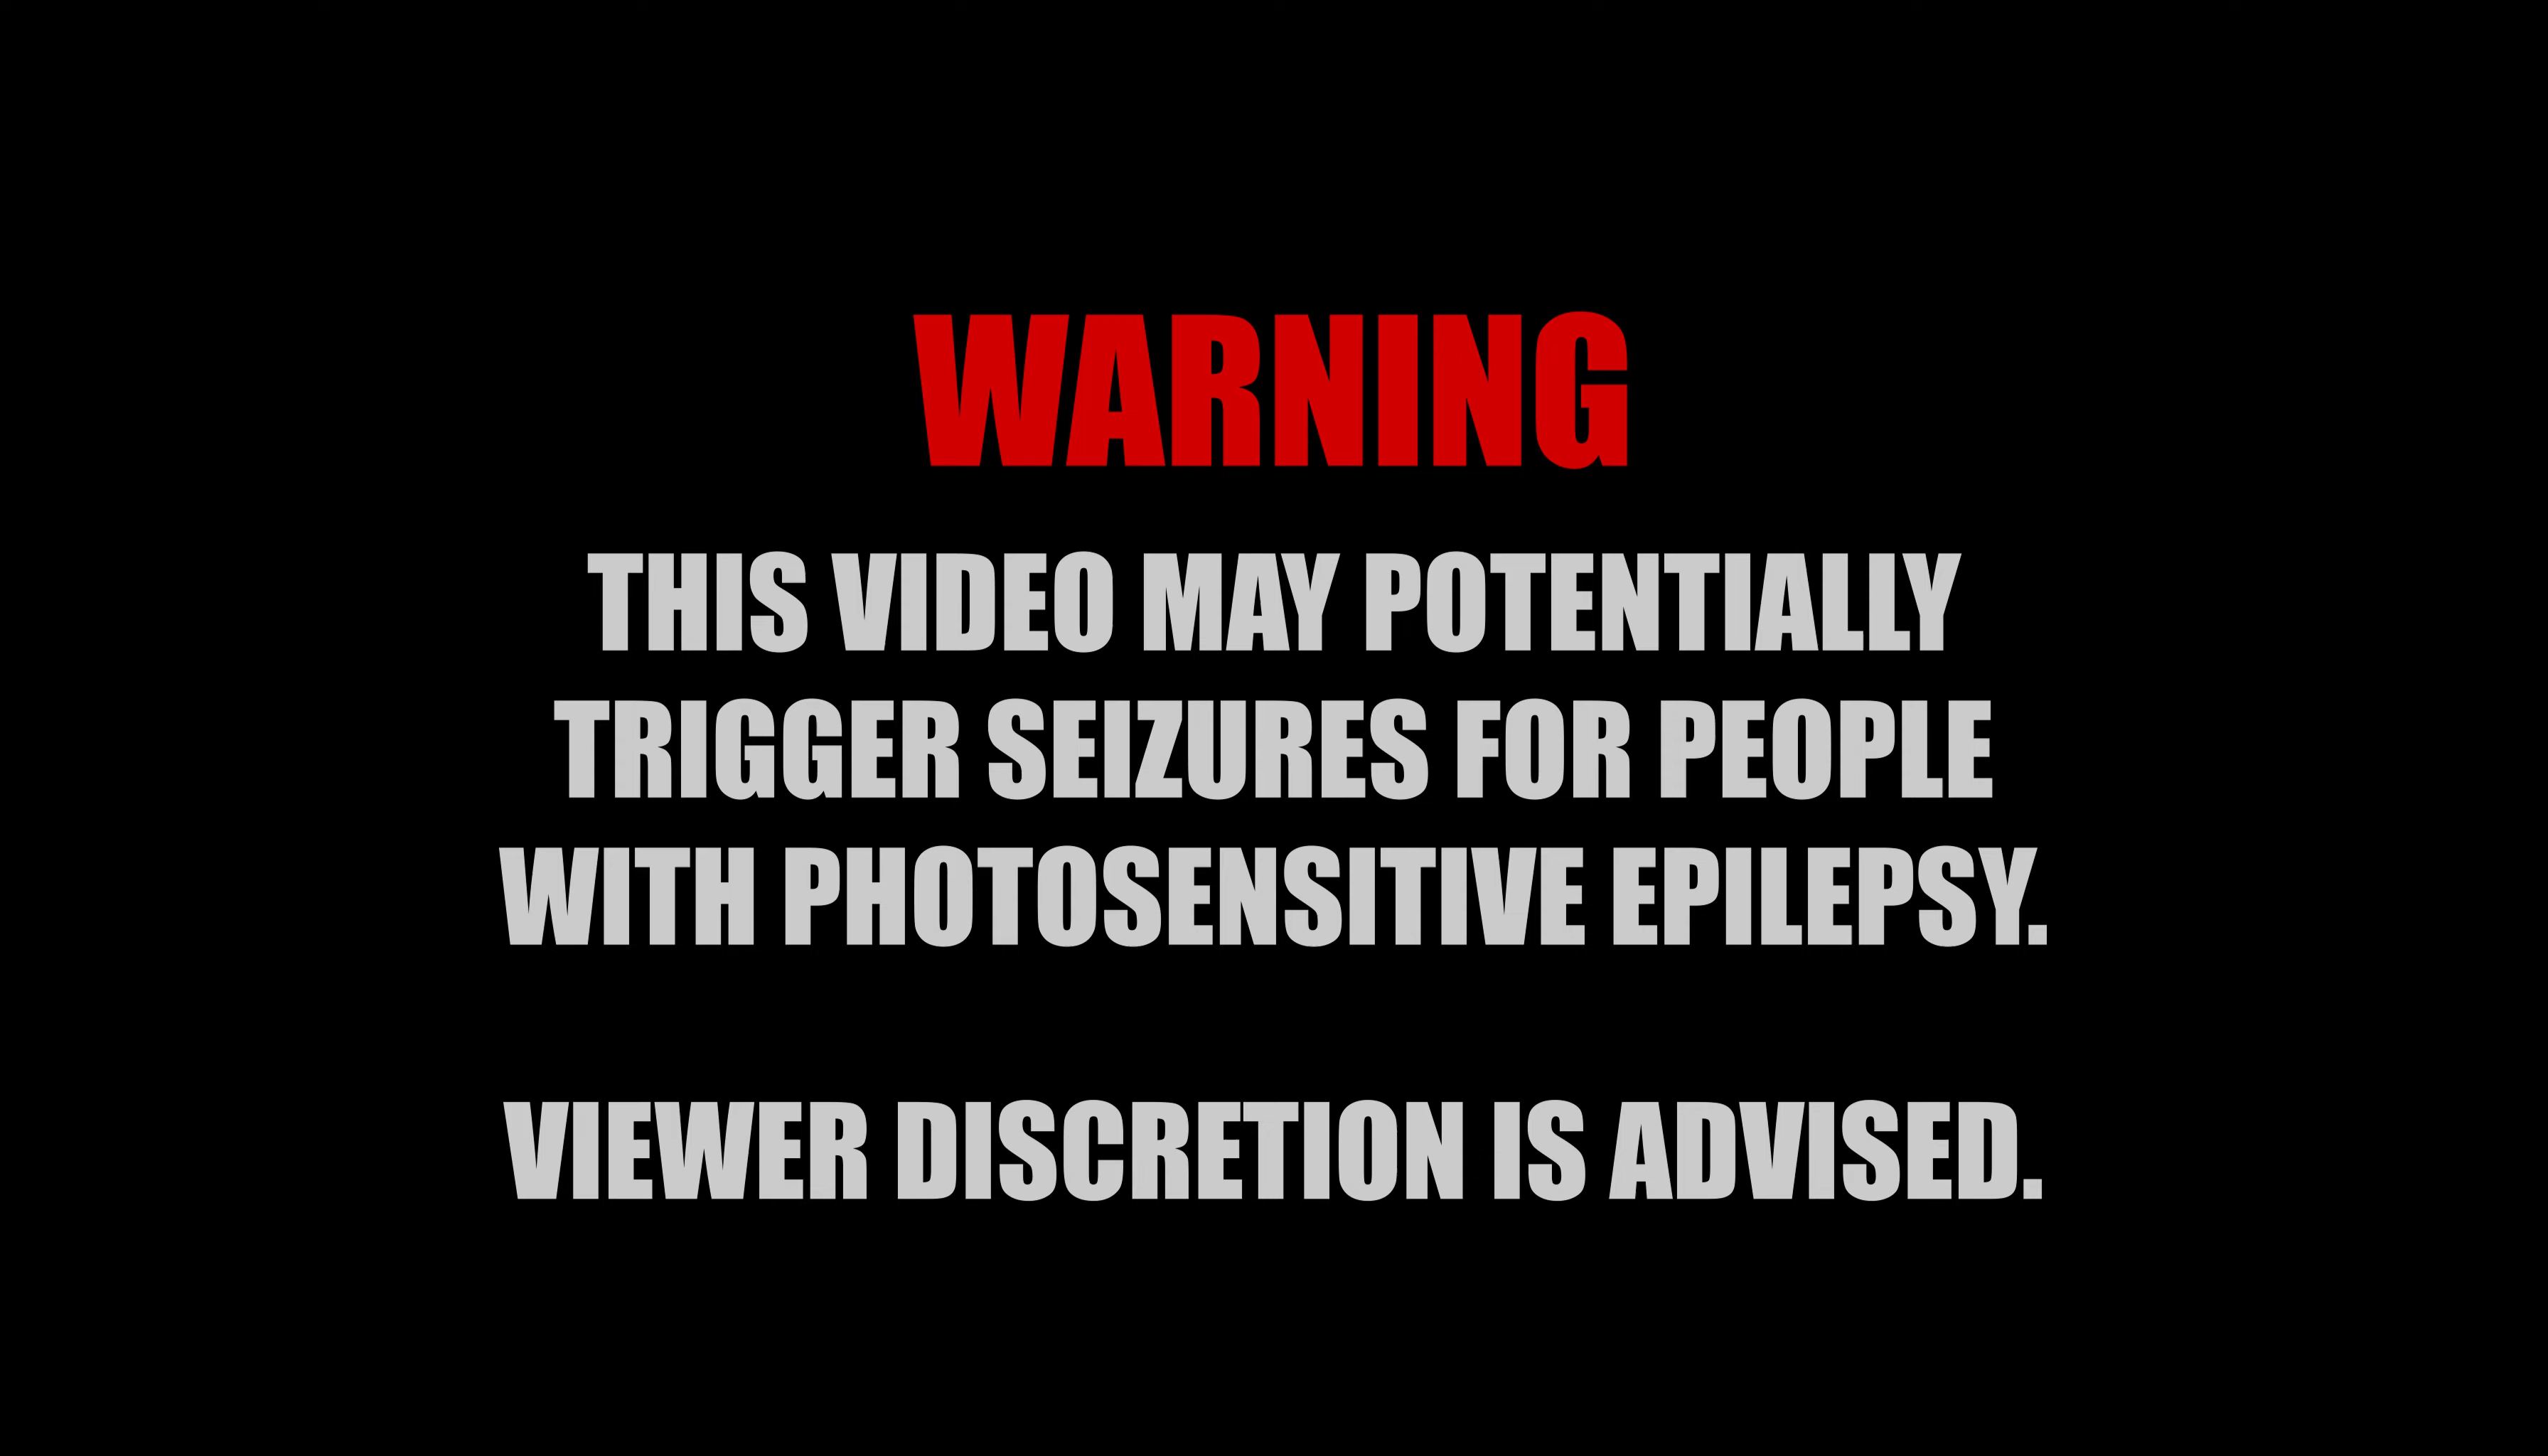 WARNING
THIS VIDEO MAY POTENTIALLY
TRIGGER SEIZURES FOR PEOPLE
WITH PHOTOSENSITIVE EPILEPSY.
VIEWER DISCRETION IS ADVISED.